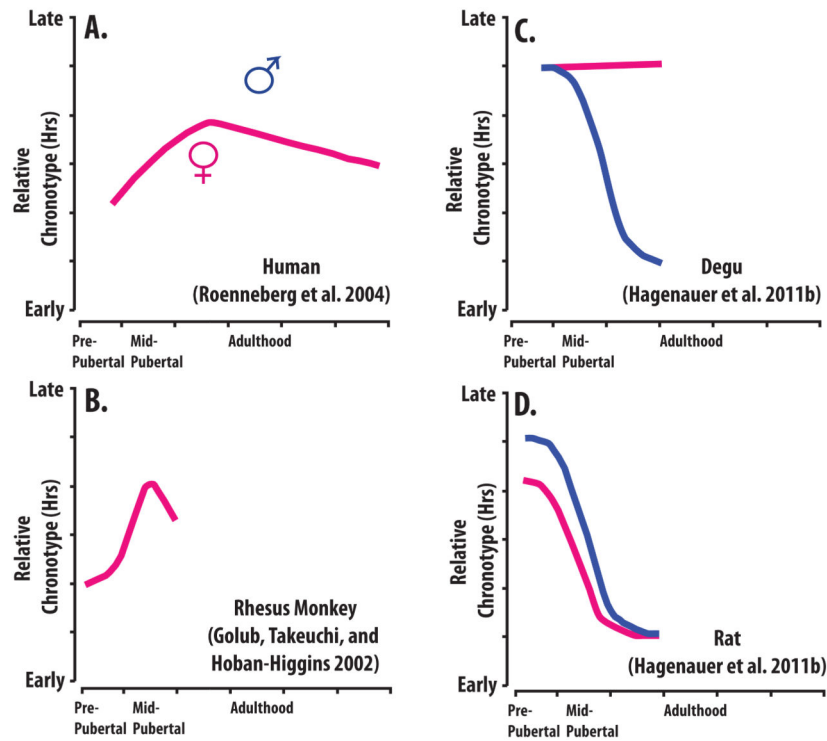 A.
Late
Relative
Chronotype (Hrs)
Early
♂
♀
Human
(Roenneberg et al. 2004)
Pre-
Pubertal
Mid-
Pubertal
Adulthood
B.
Late
Relative
Chronotype (Hrs)
Early
Rhesus Monkey
(Golub, Takeuchi, and
Hoban-Higgins 2002)
Pre-
Pubertal
Mid-
Pubertal
Adulthood
C.
Late
Relative
Chronotype (Hrs)
Early
Degu
(Hagenauer et al. 2011b)
Pre-
Pubertal
Mid-
Pubertal
Adulthood
D.
Late
Relative
Chronotype (Hrs)
Early
Rat
(Hagenauer et al. 2011b)
Pre-
Pubertal
Mid-
Pubertal
Adulthood